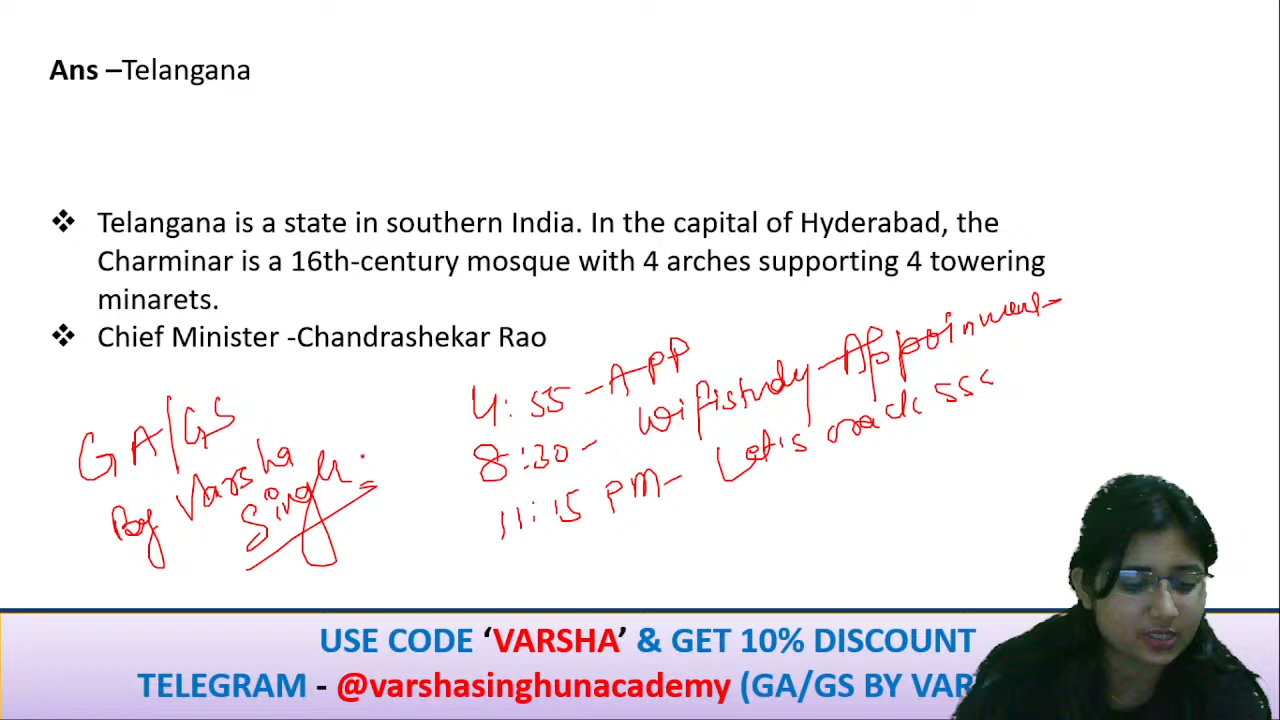 Ans –Telangana
❖ Telangana is a state in southern India. In the capital of Hyderabad, the
Charminar is a 16th-century mosque with 4 arches supporting 4 towering
minarets.
❖ Chief Minister -Chandrashekar Rao
GA/GS
By Varsha
Singh
4:55 - APP
8:30 - Wifistudy - Appoinment
11:15 PM - Let's crack SSC
USE CODE ‘VARSHA’ & GET 10% DISCOUNT
TELEGRAM - @varshasinghunacademy (GA/GS BY VAR